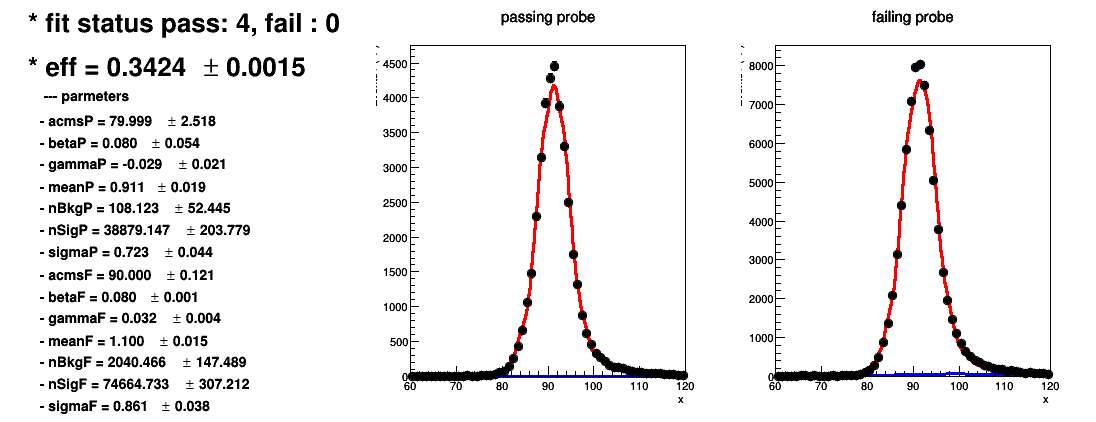 * fit status pass: 4, fail : 0
* eff = 0.3424 ± 0.0015
--- parmeters
- acmsP = 79.999 ± 2.518
- betaP = 0.080 ± 0.054
- gammaP = -0.029 ± 0.021
- meanP = 0.911 ± 0.019
- nBkgP = 108.123 ± 52.445
- nSigP = 38879.147 ± 203.779
- sigmaP = 0.723 ± 0.044
- acmsF = 90.000 ± 0.121
- betaF = 0.080 ± 0.001
- gammaF = 0.032 ± 0.004
- meanF = 1.100 ± 0.015
- nBkgF = 2040.466 ± 147.489
- nSigF = 74664.733 ± 307.212
- sigmaF = 0.861 ± 0.038
passing probe
4500
4000
3500
3000
2500
2000
1500
1000
500
0
60 70 80 90 100 110 120
x
failing probe
8000
7000
6000
5000
4000
3000
2000
1000
0
60 70 80 90 100 110 120
x